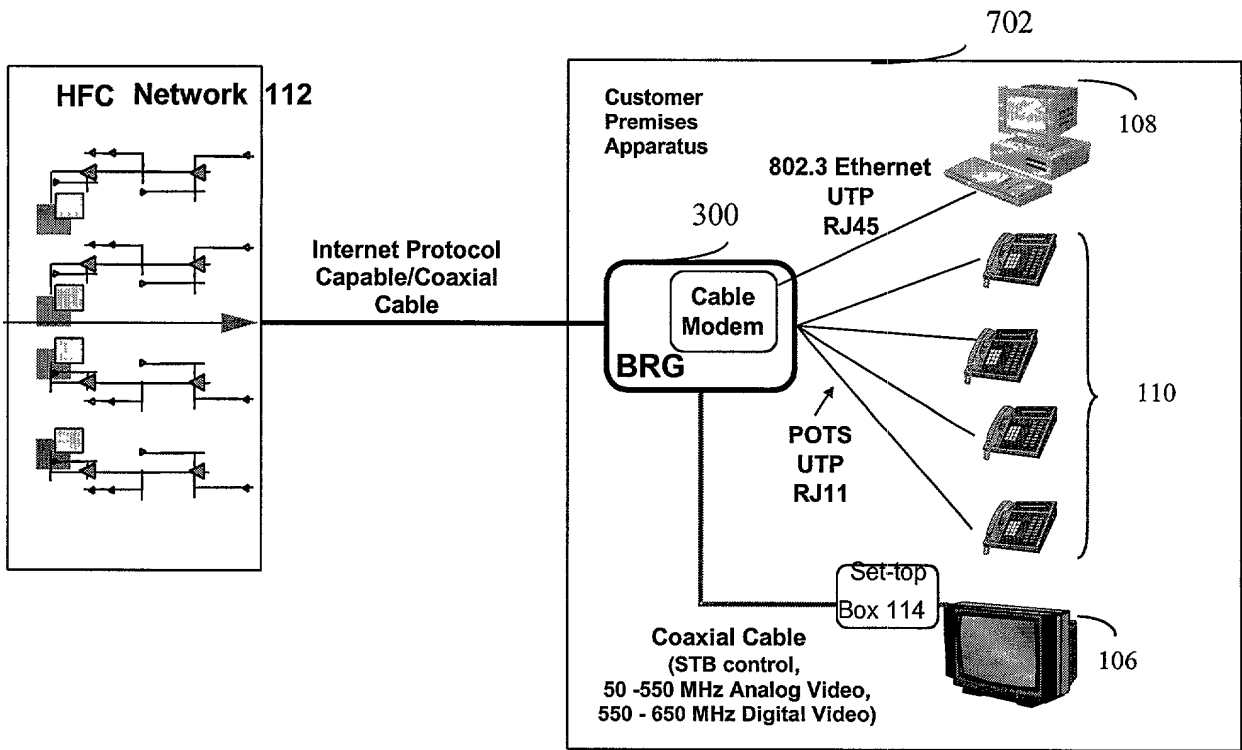 702
HFC Network 112
Customer
Premises
Apparatus
108
802.3 Ethernet
UTP
RJ45
300
Internet Protocol
Capable/Coaxial
Cable
Cable
Modem
BRG
110
POTS
UTP
RJ11
Set-top
Box 114
Coaxial Cable
(STB control,
50 -550 MHz Analog Video,
550 - 650 MHz Digital Video)
106